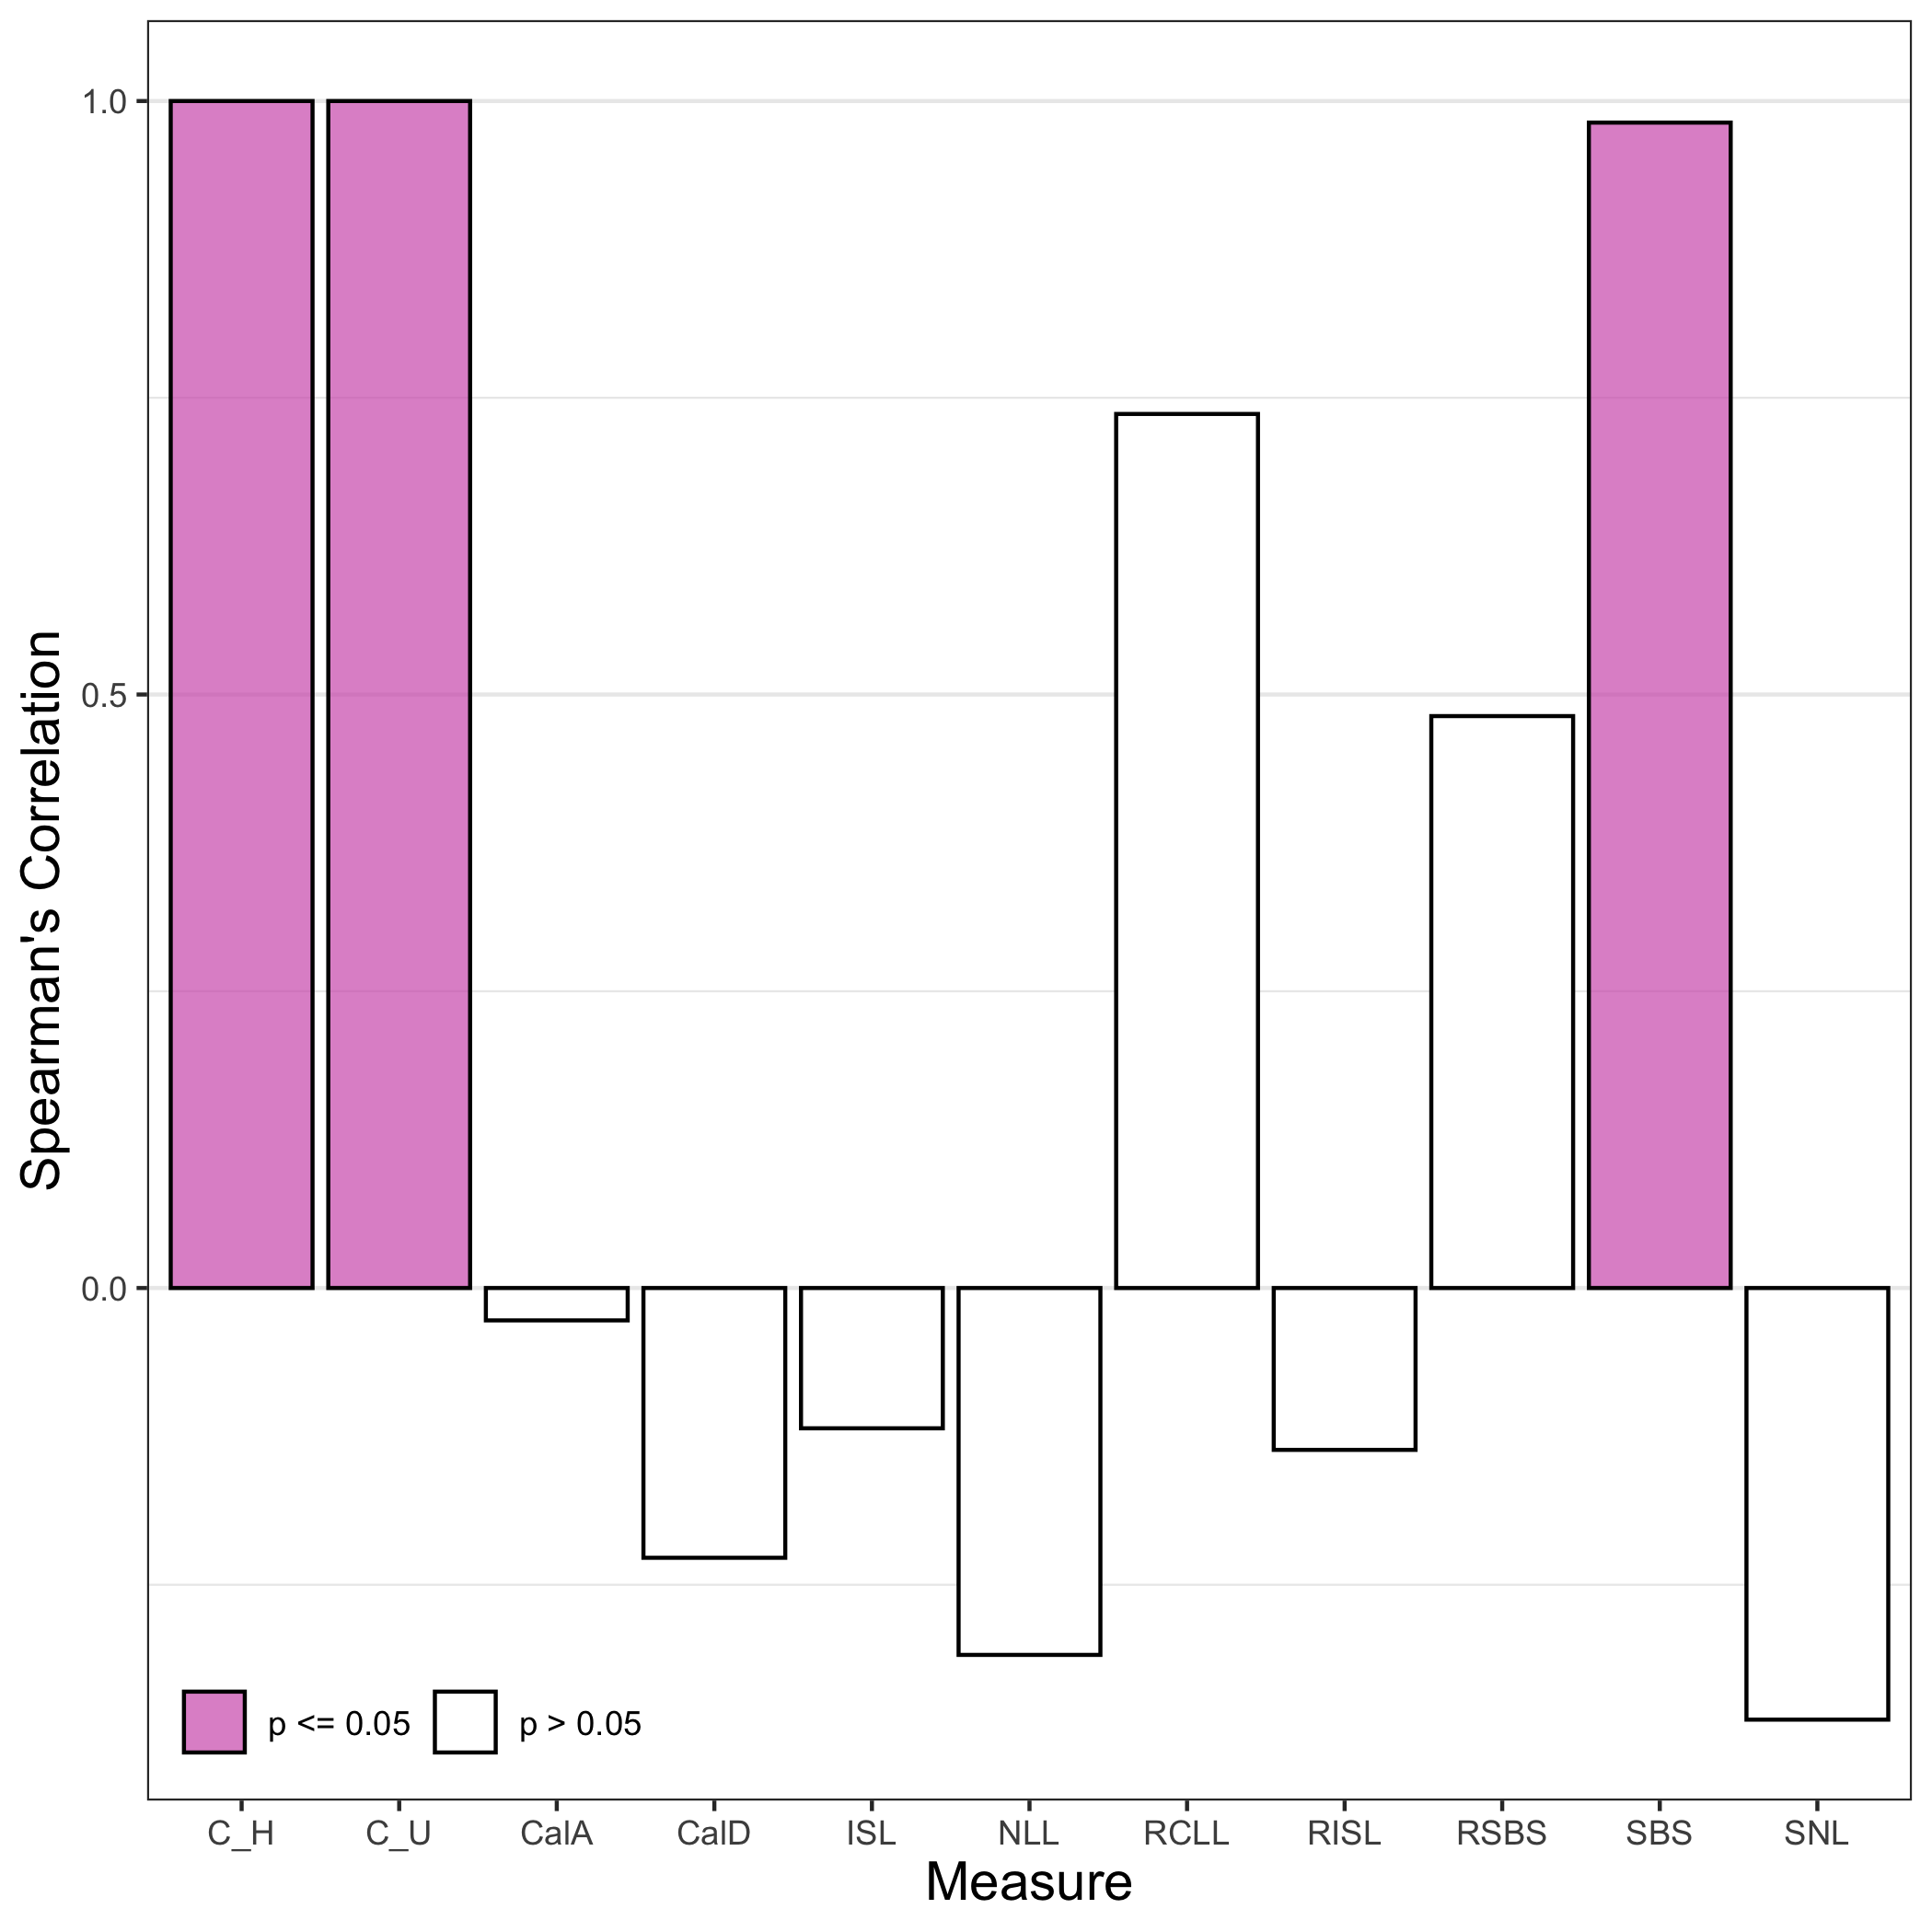 Spearman's Correlation
1.0
0.5
0.0
p <= 0.05
p > 0.05
C_H
C_U
CalA
CalD
ISL
NLL
RCLL
RISL
RSBS
SBS
SNL
Measure